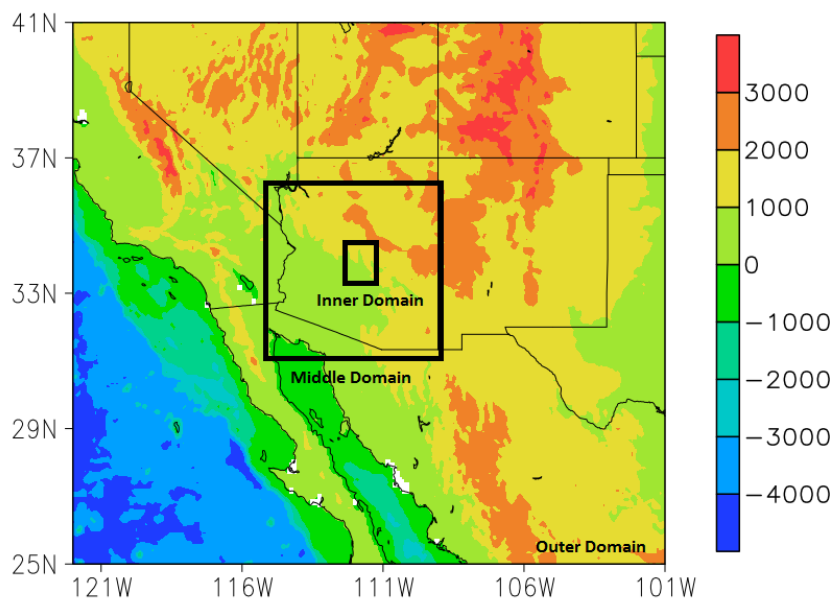 41N
37N
33N
29N
25N
121W
116W
111W
106W
101W
Inner Domain
Middle Domain
Outer Domain
3000
2000
1000
0
−1000
−2000
−3000
−4000